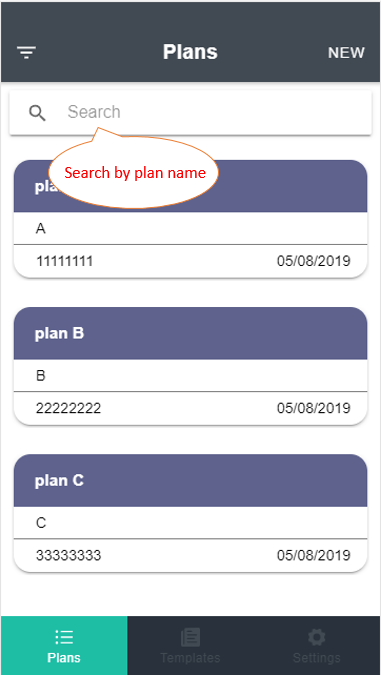 Plans
NEW
Search
Search by plan name
pla
A
11111111 05/08/2019
plan B
B
22222222 05/08/2019
plan C
C
33333333 05/08/2019
Plans Templates Settings